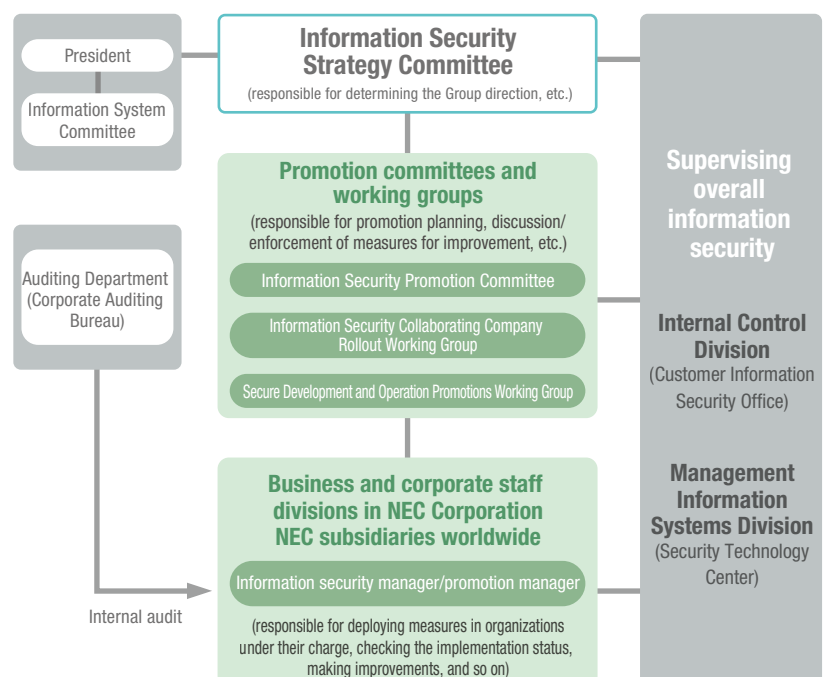 President
Information System
Committee
Information Security
Strategy Committee
(responsible for determining the Group direction, etc.)
Promotion committees and
working groups
(responsible for promotion planning, discussion/
enforcement of measures for improvement, etc.)
Information Security Promotion Committee
Information Security Collaborating Company
Rollout Working Group
Secure Development and Operation Promotions Working Group
Auditing Department
(Corporate Auditing
Bureau)
Internal audit
Business and corporate staff
divisions in NEC Corporation
NEC subsidiaries worldwide
Information security manager/promotion manager
(responsible for deploying measures in organizations
under their charge, checking the implementation status,
making improvements, and so on)
Supervising
overall
information
security
Internal Control
Division
(Customer Information
Security Office)
Management
Information
Systems Division
(Security Technology
Center)